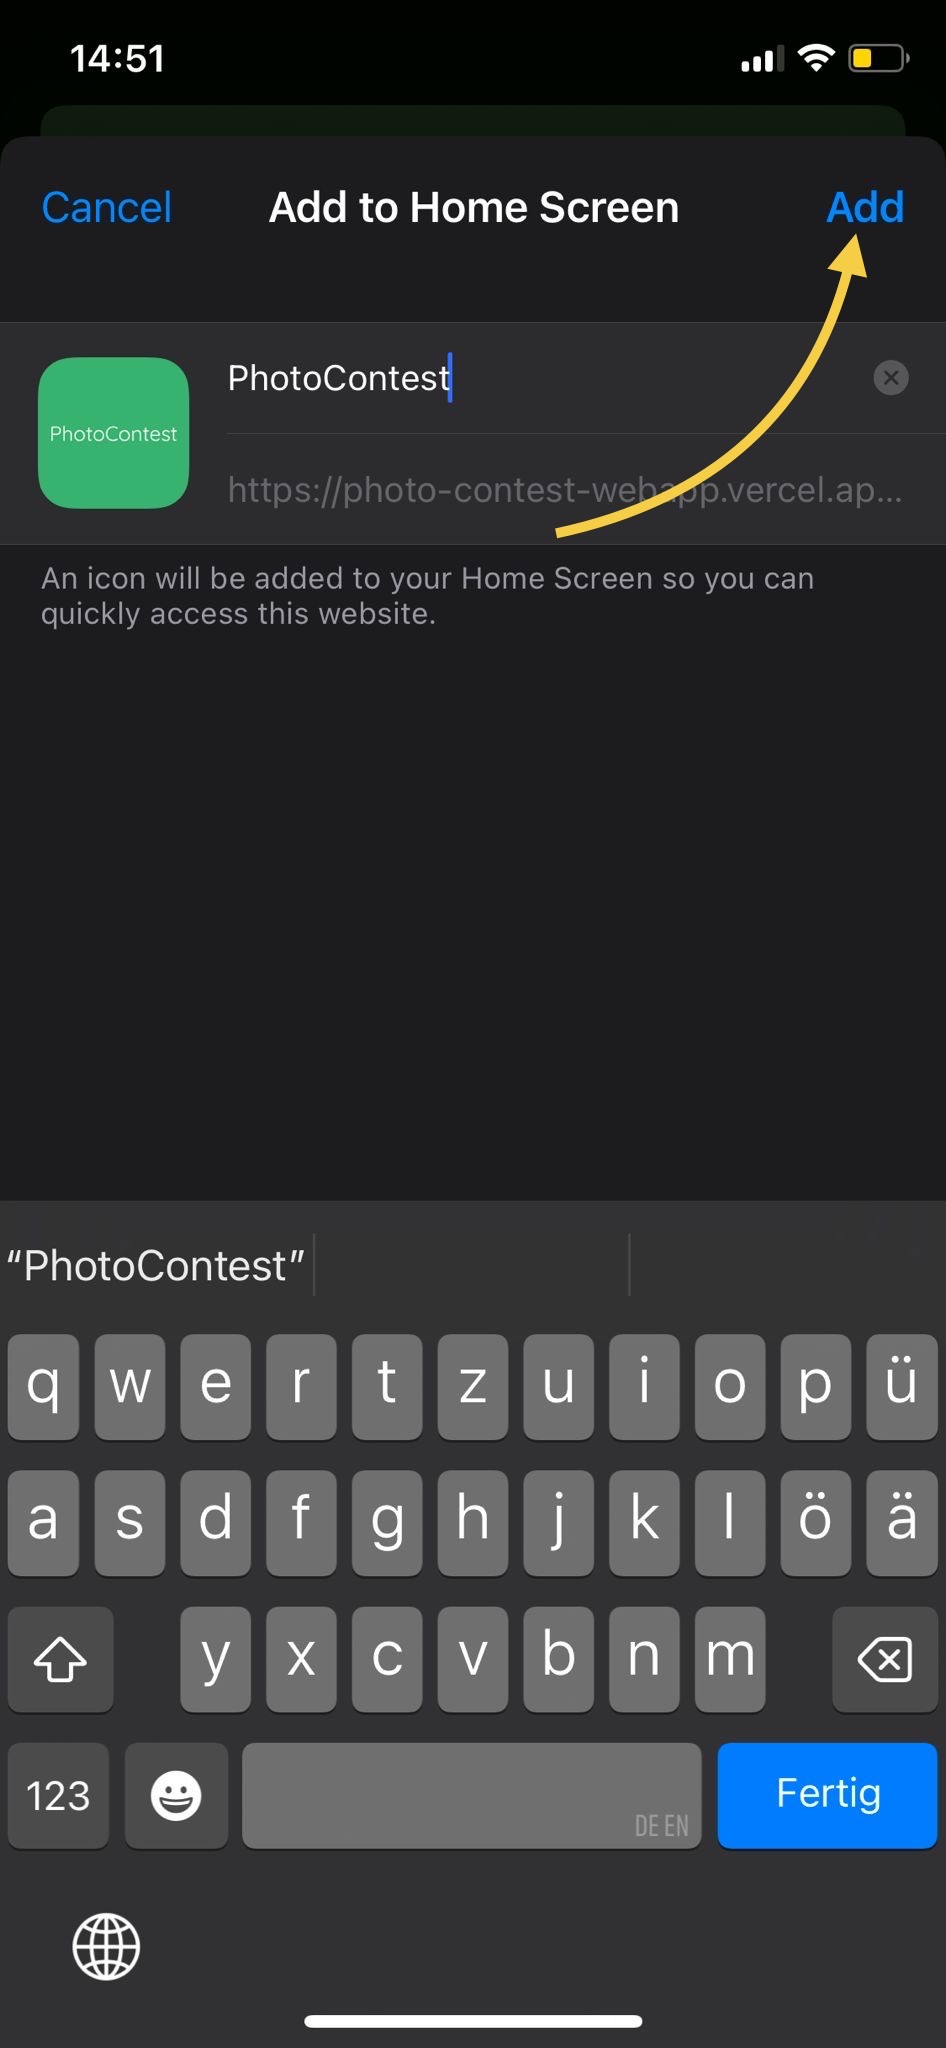 14:51
Cancel Add to Home Screen Add
PhotoContest
PhotoContest
https://photo-contest-webapp.vercel.ap...
An icon will be added to your Home Screen so you can
quickly access this website.
“PhotoContest”
q w e r t z u i o p ü
a s d f g h j k l ö ä
y x c v b n m
123 DE EN Fertig